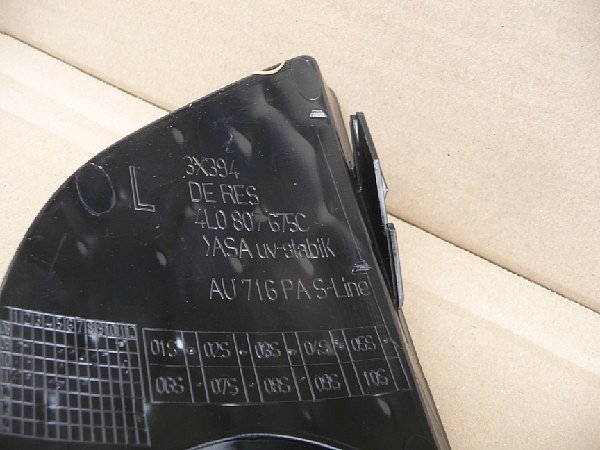 L
3X394
DE RES
4L0 807 675C
YASA uv-stabik
AU 716 PA S-Line
01S 02S 03S 04S 05S
06S 07S 08S 09S 10S